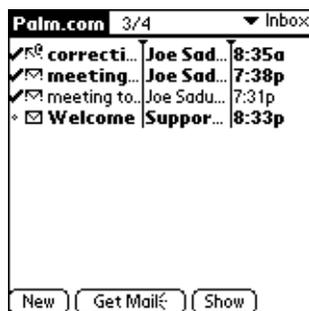 Palm.com 3/4 Inbox
correcti... Joe Sad... 8:35a
meeting... Joe Sad... 7:38p
meeting to... Joe Sadu... 7:31p
Welcome Suppor... 8:33p
New Get Mail Show